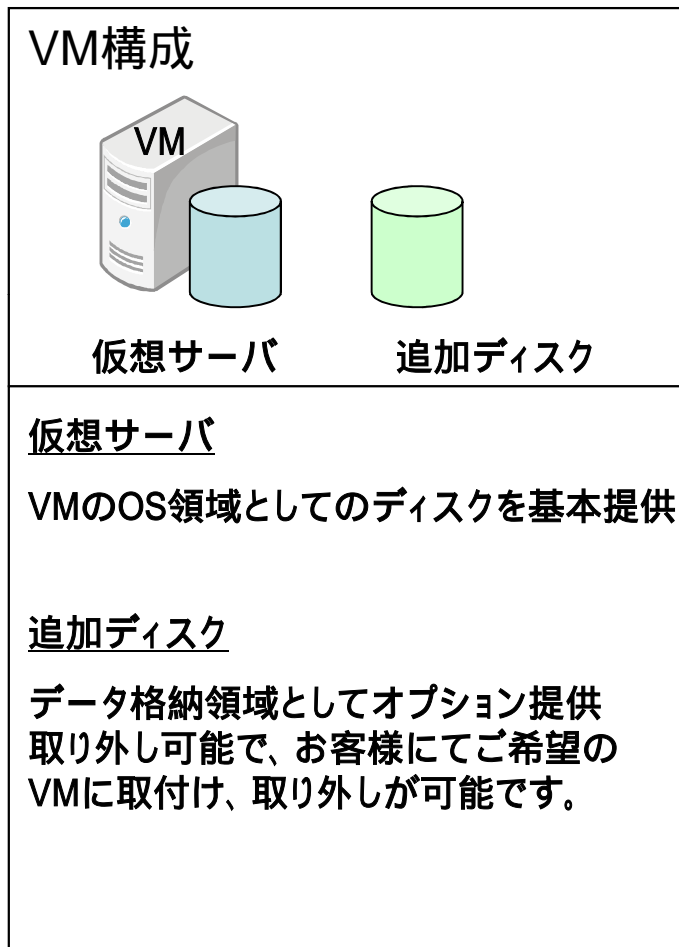 VM構成
VM
仮想サーバ 追加ディスク
仮想サーバ
VMのOS領域としてのディスクを基本提供
追加ディスク
データ格納領域としてオプション提供
取り外し可能で、お客様にてご希望の
VMに取付け、取り外しが可能です。